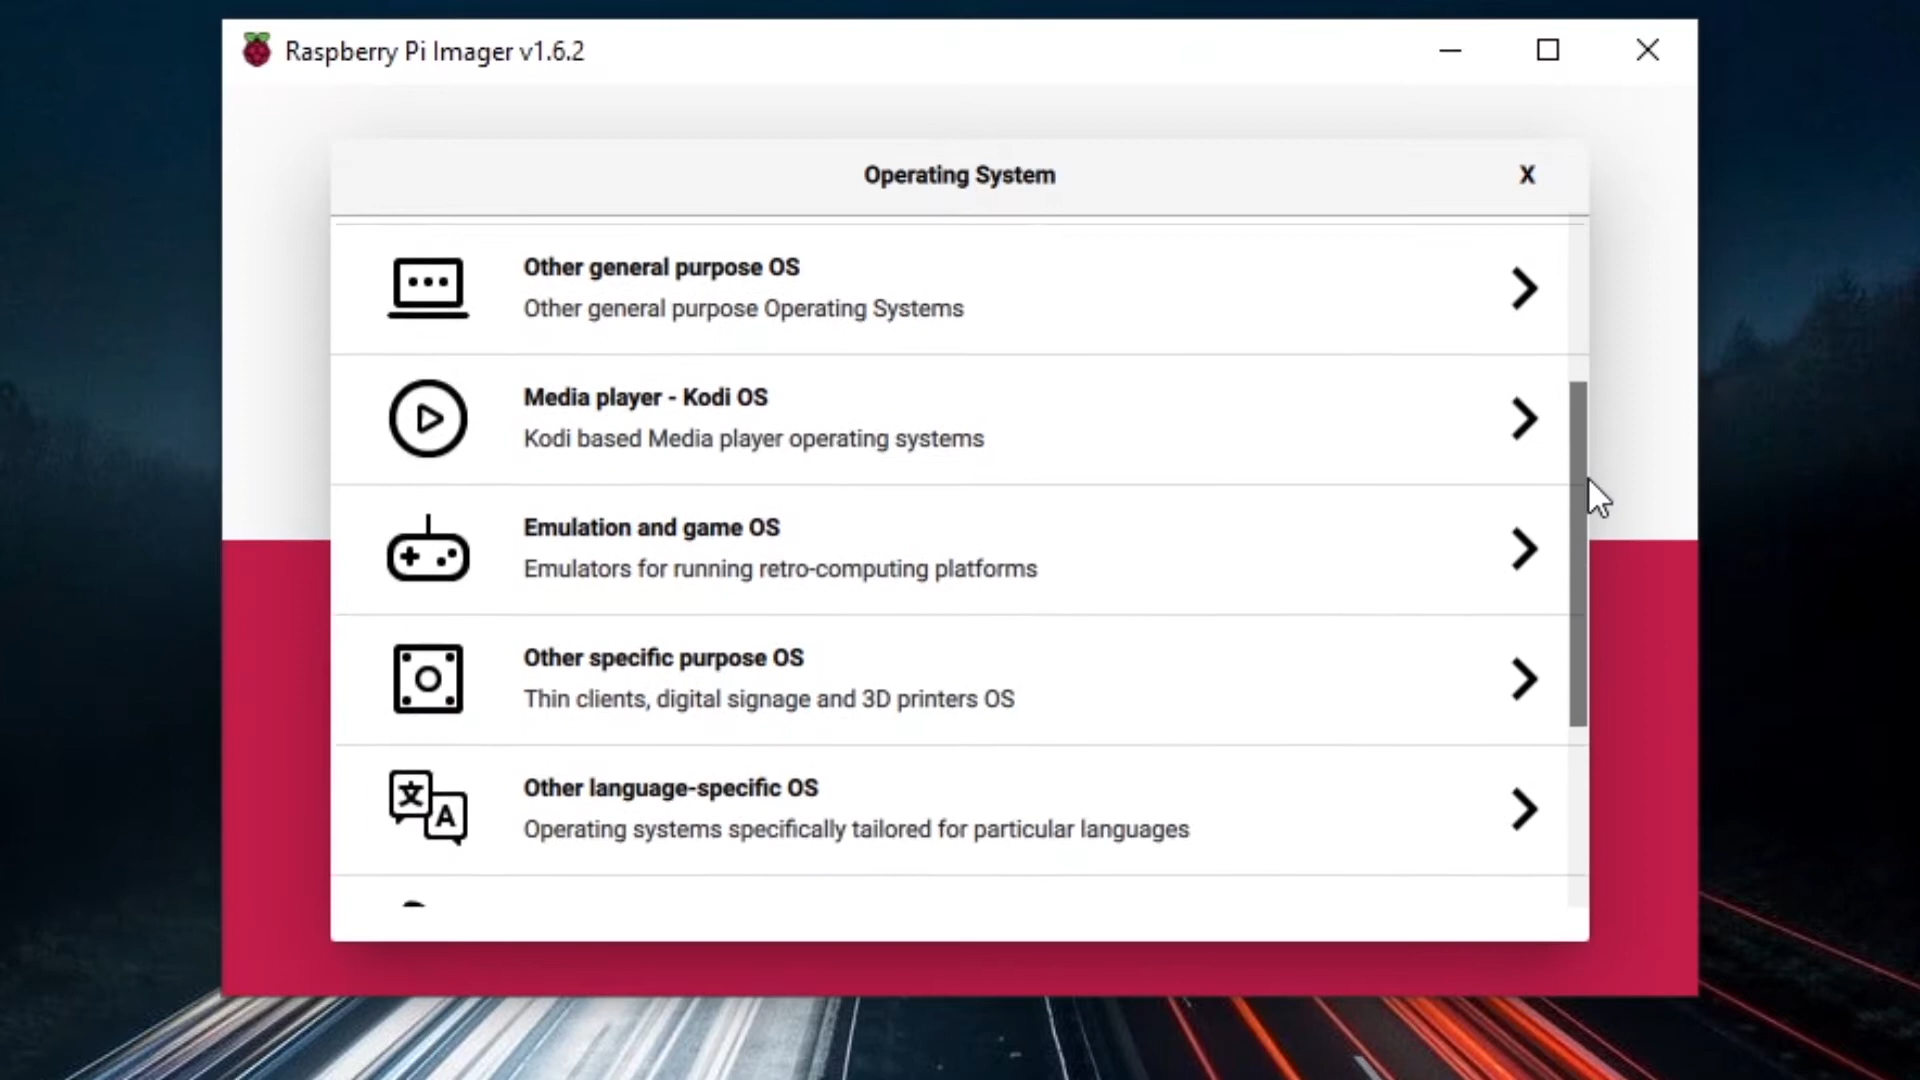 Raspberry Pi Imager v1.6.2
Operating System
X
Other general purpose OS
Other general purpose Operating Systems
Media player - Kodi OS
Kodi based Media player operating systems
Emulation and game OS
Emulators for running retro-computing platforms
Other specific purpose OS
Thin clients, digital signage and 3D printers OS
文
A
Other language-specific OS
Operating systems specifically tailored for particular languages